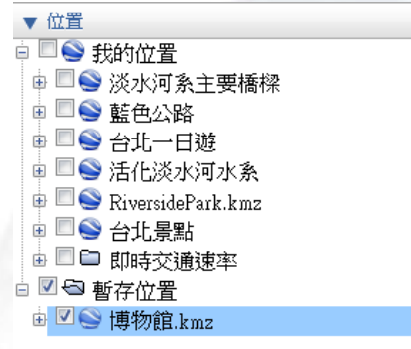 位置
我的位置
淡水河系主要橋樑
藍色公路
台北一日遊
活化淡水河水系
RiversidePark.kmz
台北景點
即時交通速率
暫存位置
博物館.kmz